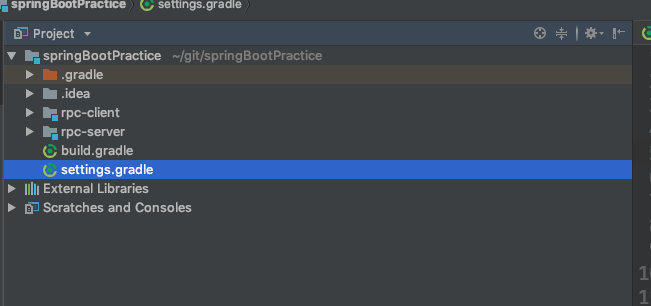 springBootPractice settings.gradle
Project
springBootPractice ~/git/springBootPractice
.gradle
.idea
rpc-client
rpc-server
build.gradle
settings.gradle
External Libraries
Scratches and Consoles